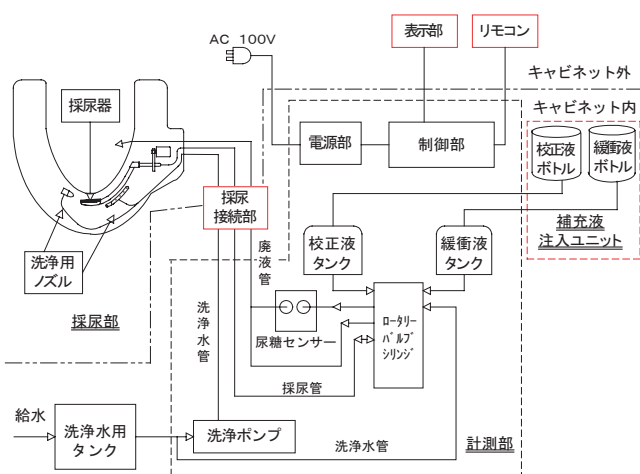 AC 100V
表示部
リモコン
キャビネット外
キャビネット内
採尿器
電源部
制御部
校正液
ボトル
緩衝液
ボトル
採尿
接続部
補充液
注入ユニット
廃液管
校正液
タンク
緩衝液
タンク
洗浄用
ノズル
採尿部
洗浄水管
尿糖センサー
ロータリー
バルブ
シリンジ
採尿管
給水
洗浄水用
タンク
洗浄ポンプ
洗浄水管
計測部